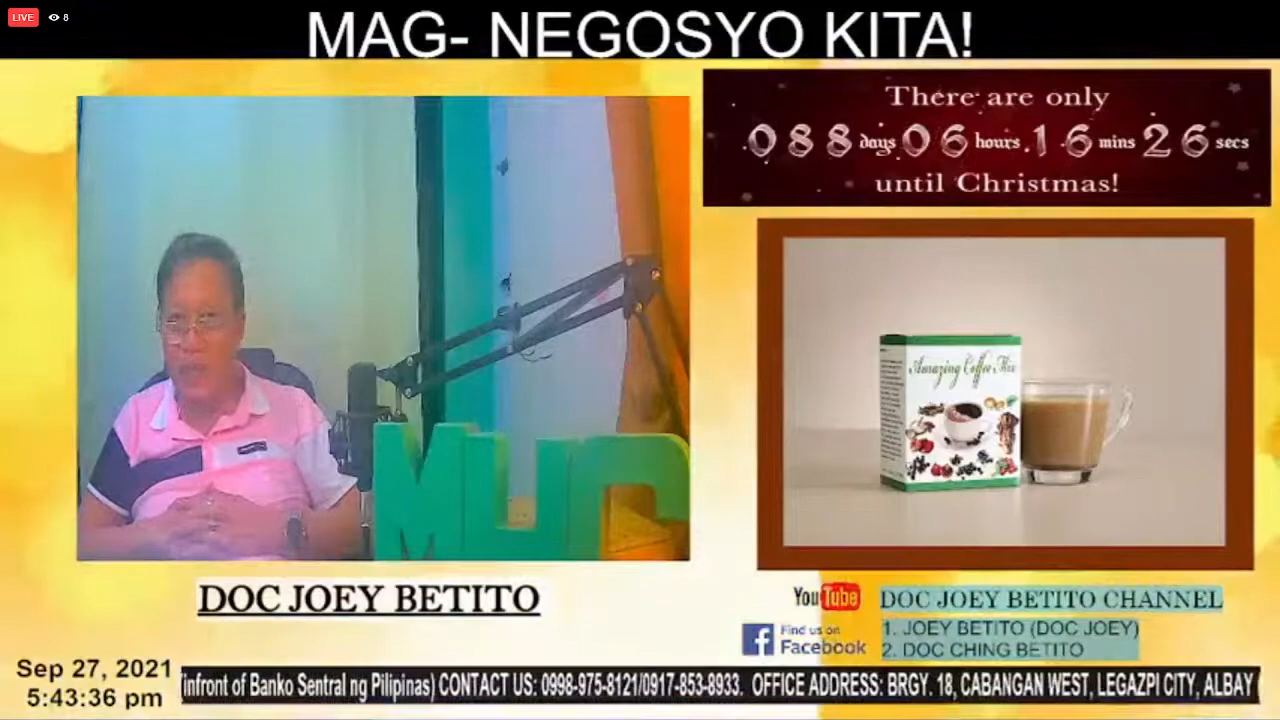 LIVE 8
MAG- NEGOSYO KITA!
There are only
088 days 06 hours 16 mins 26 secs
until Christmas!
Amazing Coffee Mix
DOC JOEY BETITO
YouTube DOC JOEY BETITO CHANNEL
Find us on
Facebook
1. JOEY BETITO (DOC JOEY)
2. DOC CHING BETITO
Sep 27, 2021
5:43:36 pm
infront of Banko Sentral ng Pilipinas) CONTACT US: 0998-975-8121/0917-853-8933. OFFICE ADDRESS: BRGY. 18, CABANGAN WEST, LEGAZPI CITY, ALBAY (